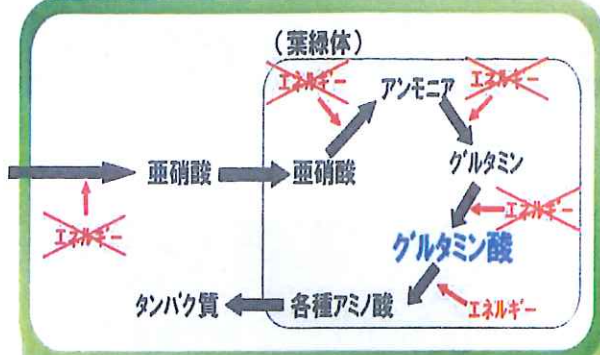 (葉緑体)
エネルギー
アンモニア
エネルギー
亜硝酸
亜硝酸
グルタミン
エネルギー
エネルギー
グルタミン酸
タンパク質
各種アミノ酸
エネルギー